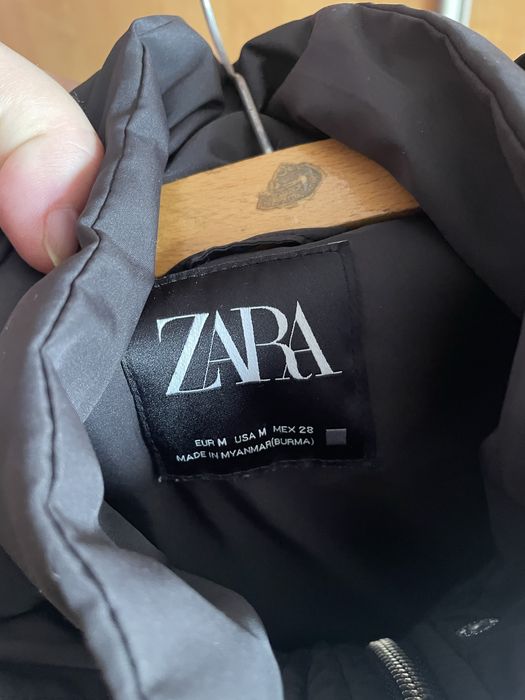 ZARA
EUR M USA M MEX 28
MADE IN MYANMAR(BURMA)